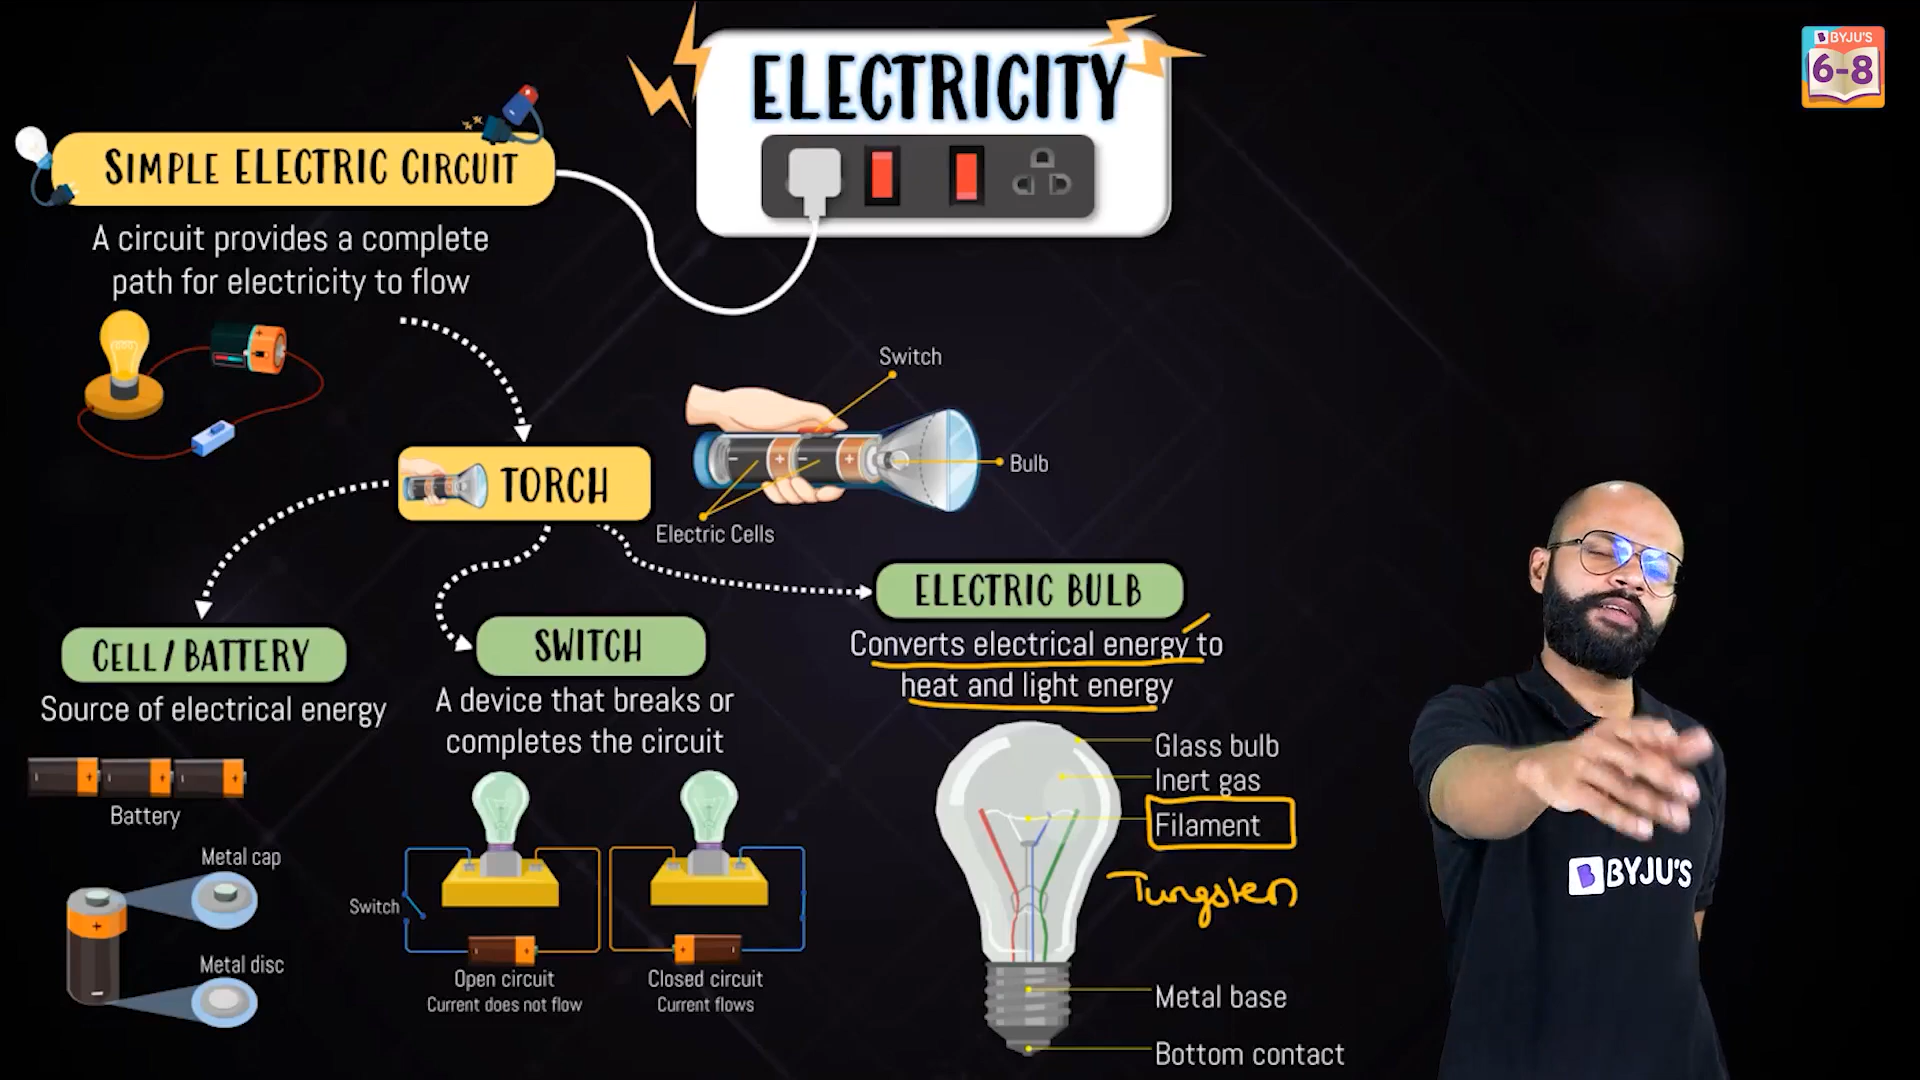 ELECTRICITY
BYJU'S
6-8
SIMPLE ELECTRIC CIRCUIT
A circuit provides a complete
path for electricity to flow
TORCH
Switch
Bulb
Electric Cells
CELL / BATTERY
Source of electrical energy
Battery
Metal cap
+
Metal disc
-
SWITCH
A device that breaks or
completes the circuit
Switch
Open circuit
Current does not flow
Closed circuit
Current flows
ELECTRIC BULB
Converts electrical energy to
heat and light energy
Glass bulb
Inert gas
Filament
Tungsten
Metal base
Bottom contact
BYJU'S